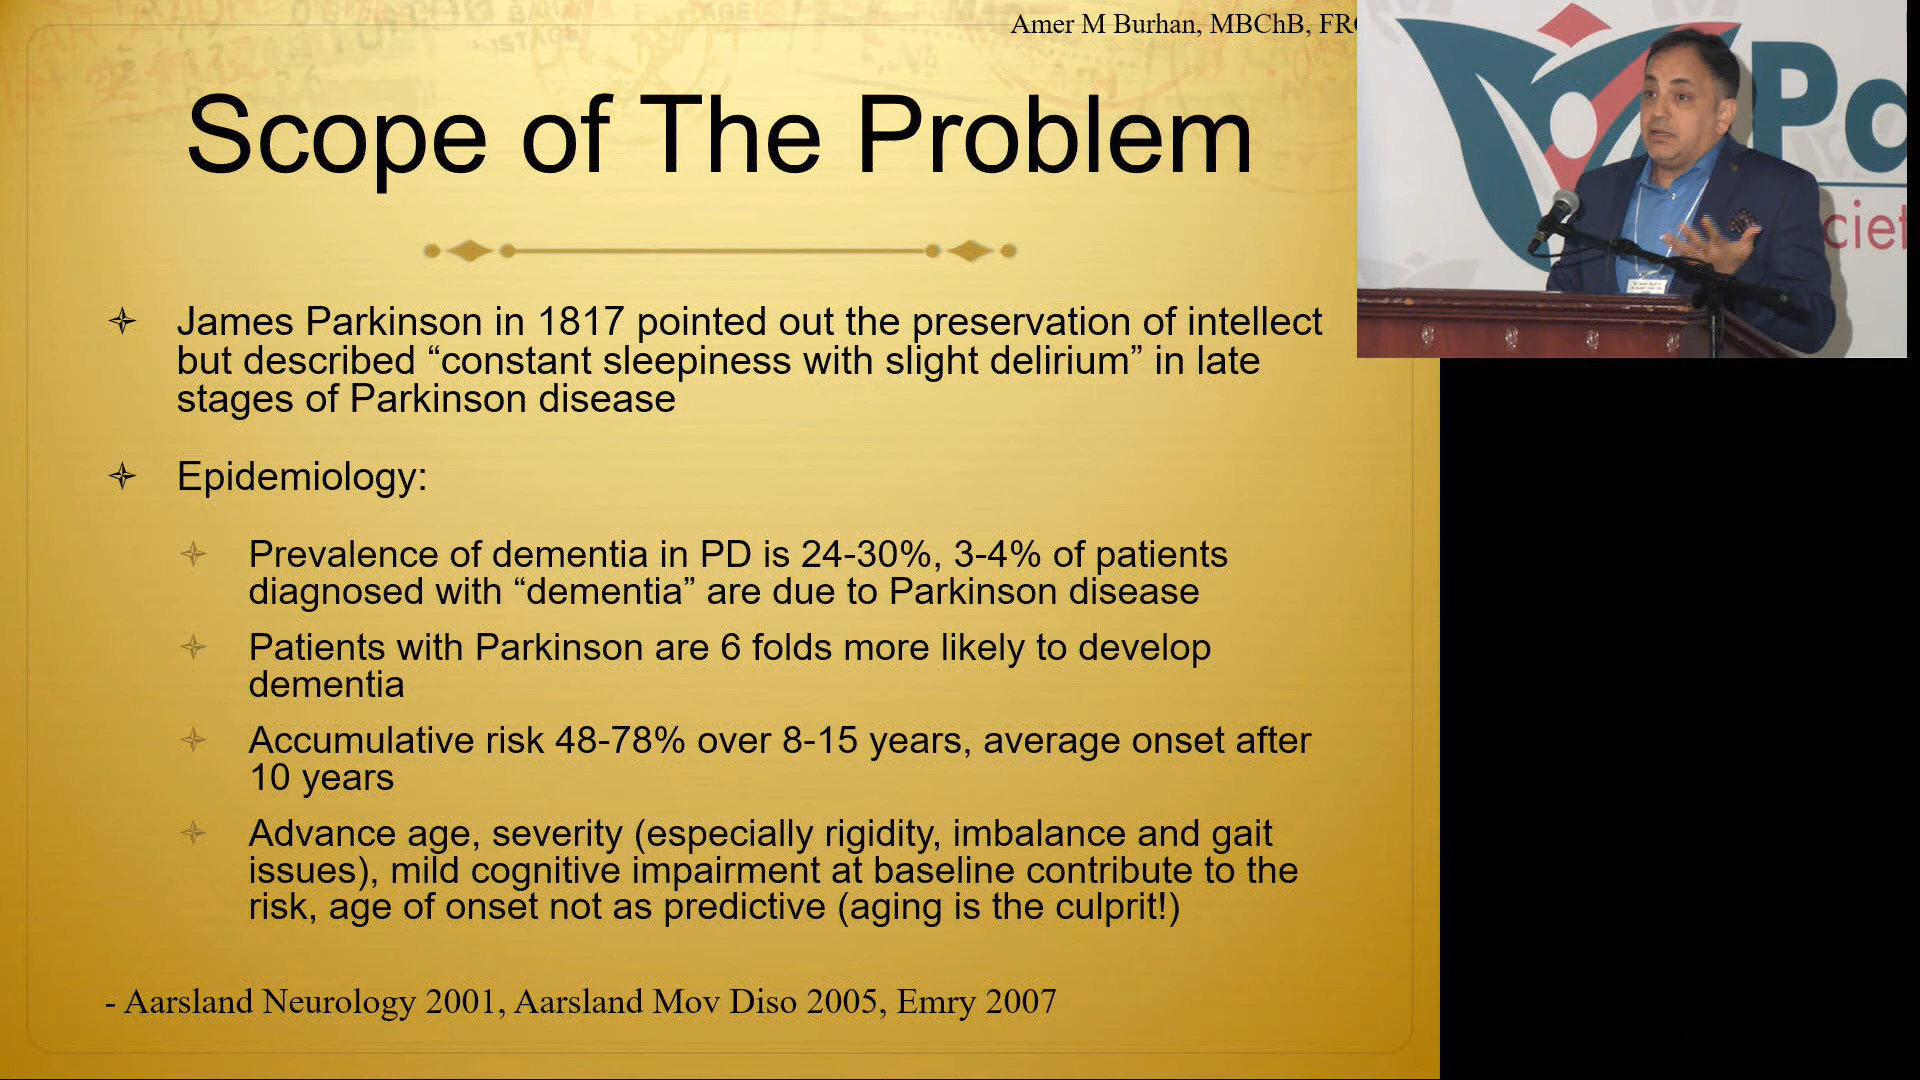 Amer M Burhan, MBChB, FRC
Scope of The Problem
James Parkinson in 1817 pointed out the preservation of intellect
but described “constant sleepiness with slight delirium” in late
stages of Parkinson disease
Epidemiology:
Prevalence of dementia in PD is 24-30%, 3-4% of patients
diagnosed with “dementia” are due to Parkinson disease
Patients with Parkinson are 6 folds more likely to develop
dementia
Accumulative risk 48-78% over 8-15 years, average onset after
10 years
Advance age, severity (especially rigidity, imbalance and gait
issues), mild cognitive impairment at baseline contribute to the
risk, age of onset not as predictive (aging is the culprit!)
- Aarsland Neurology 2001, Aarsland Mov Diso 2005, Emry 2007
Pa
ciet